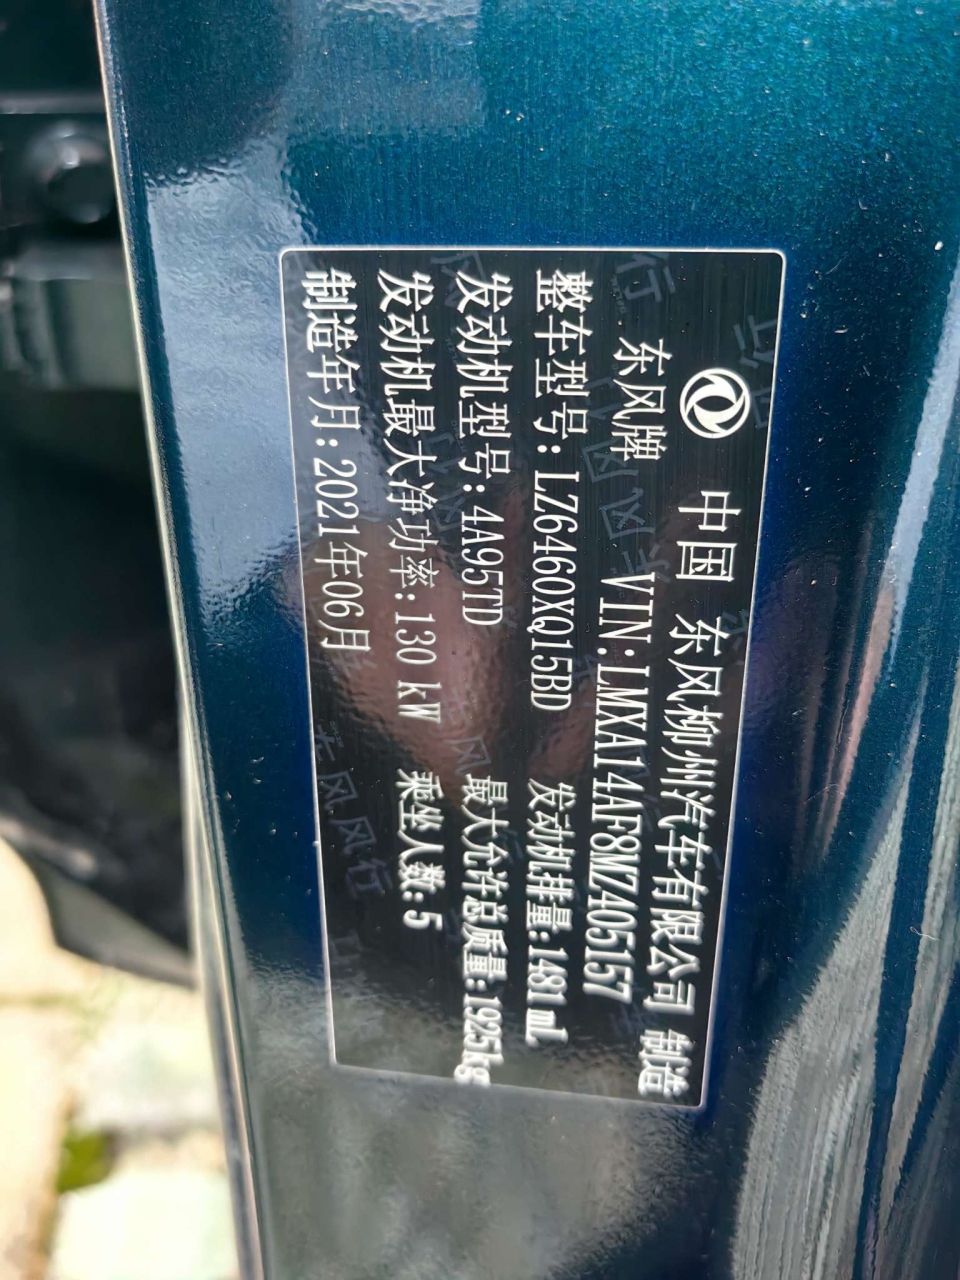 中国 东风柳州汽车有限公司 制造
东风牌 VIN:LMXA14AF8MZ405157
整车型号:LZ6460XQ15BD 发动机排量:1481mL
发动机型号:4A95TD 最大允许总质量:1925kg
发动机最大净功率:130 kW 乘坐人数:5
制造年月:2021年06月